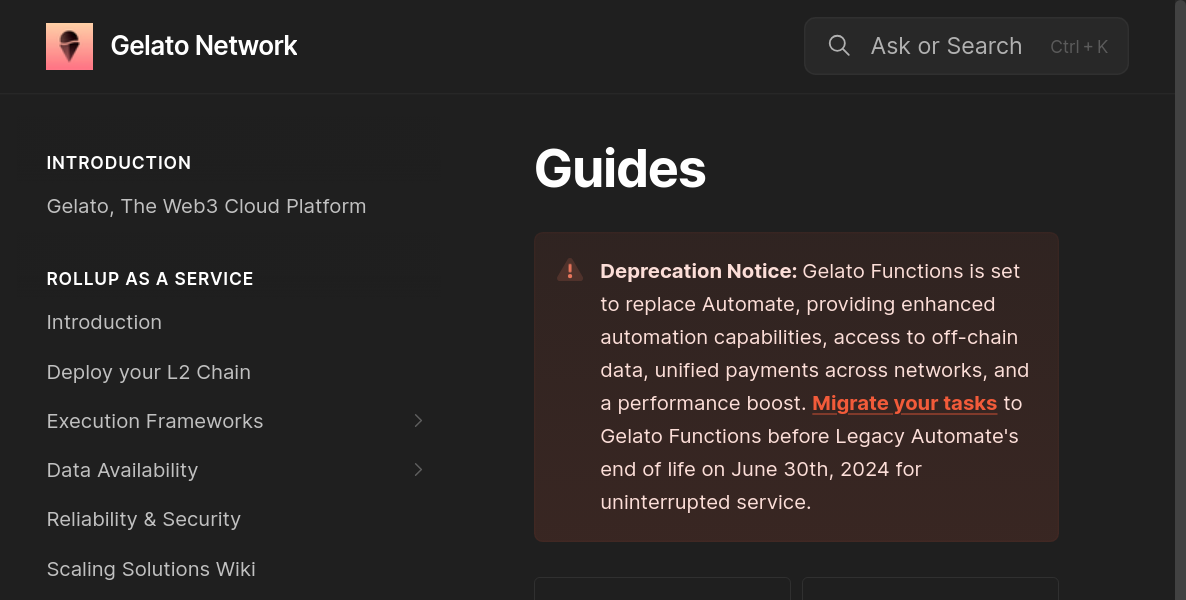 Gelato Network
Ask or Search
Ctrl + K
INTRODUCTION
Gelato, The Web3 Cloud Platform
ROLLUP AS A SERVICE
Introduction
Deploy your L2 Chain
Execution Frameworks
Data Availability
Reliability & Security
Scaling Solutions Wiki
Guides
Deprecation Notice: Gelato Functions is set
to replace Automate, providing enhanced
automation capabilities, access to off-chain
data, unified payments across networks, and
a performance boost. Migrate your tasks to
Gelato Functions before Legacy Automate's
end of life on June 30th, 2024 for
uninterrupted service.